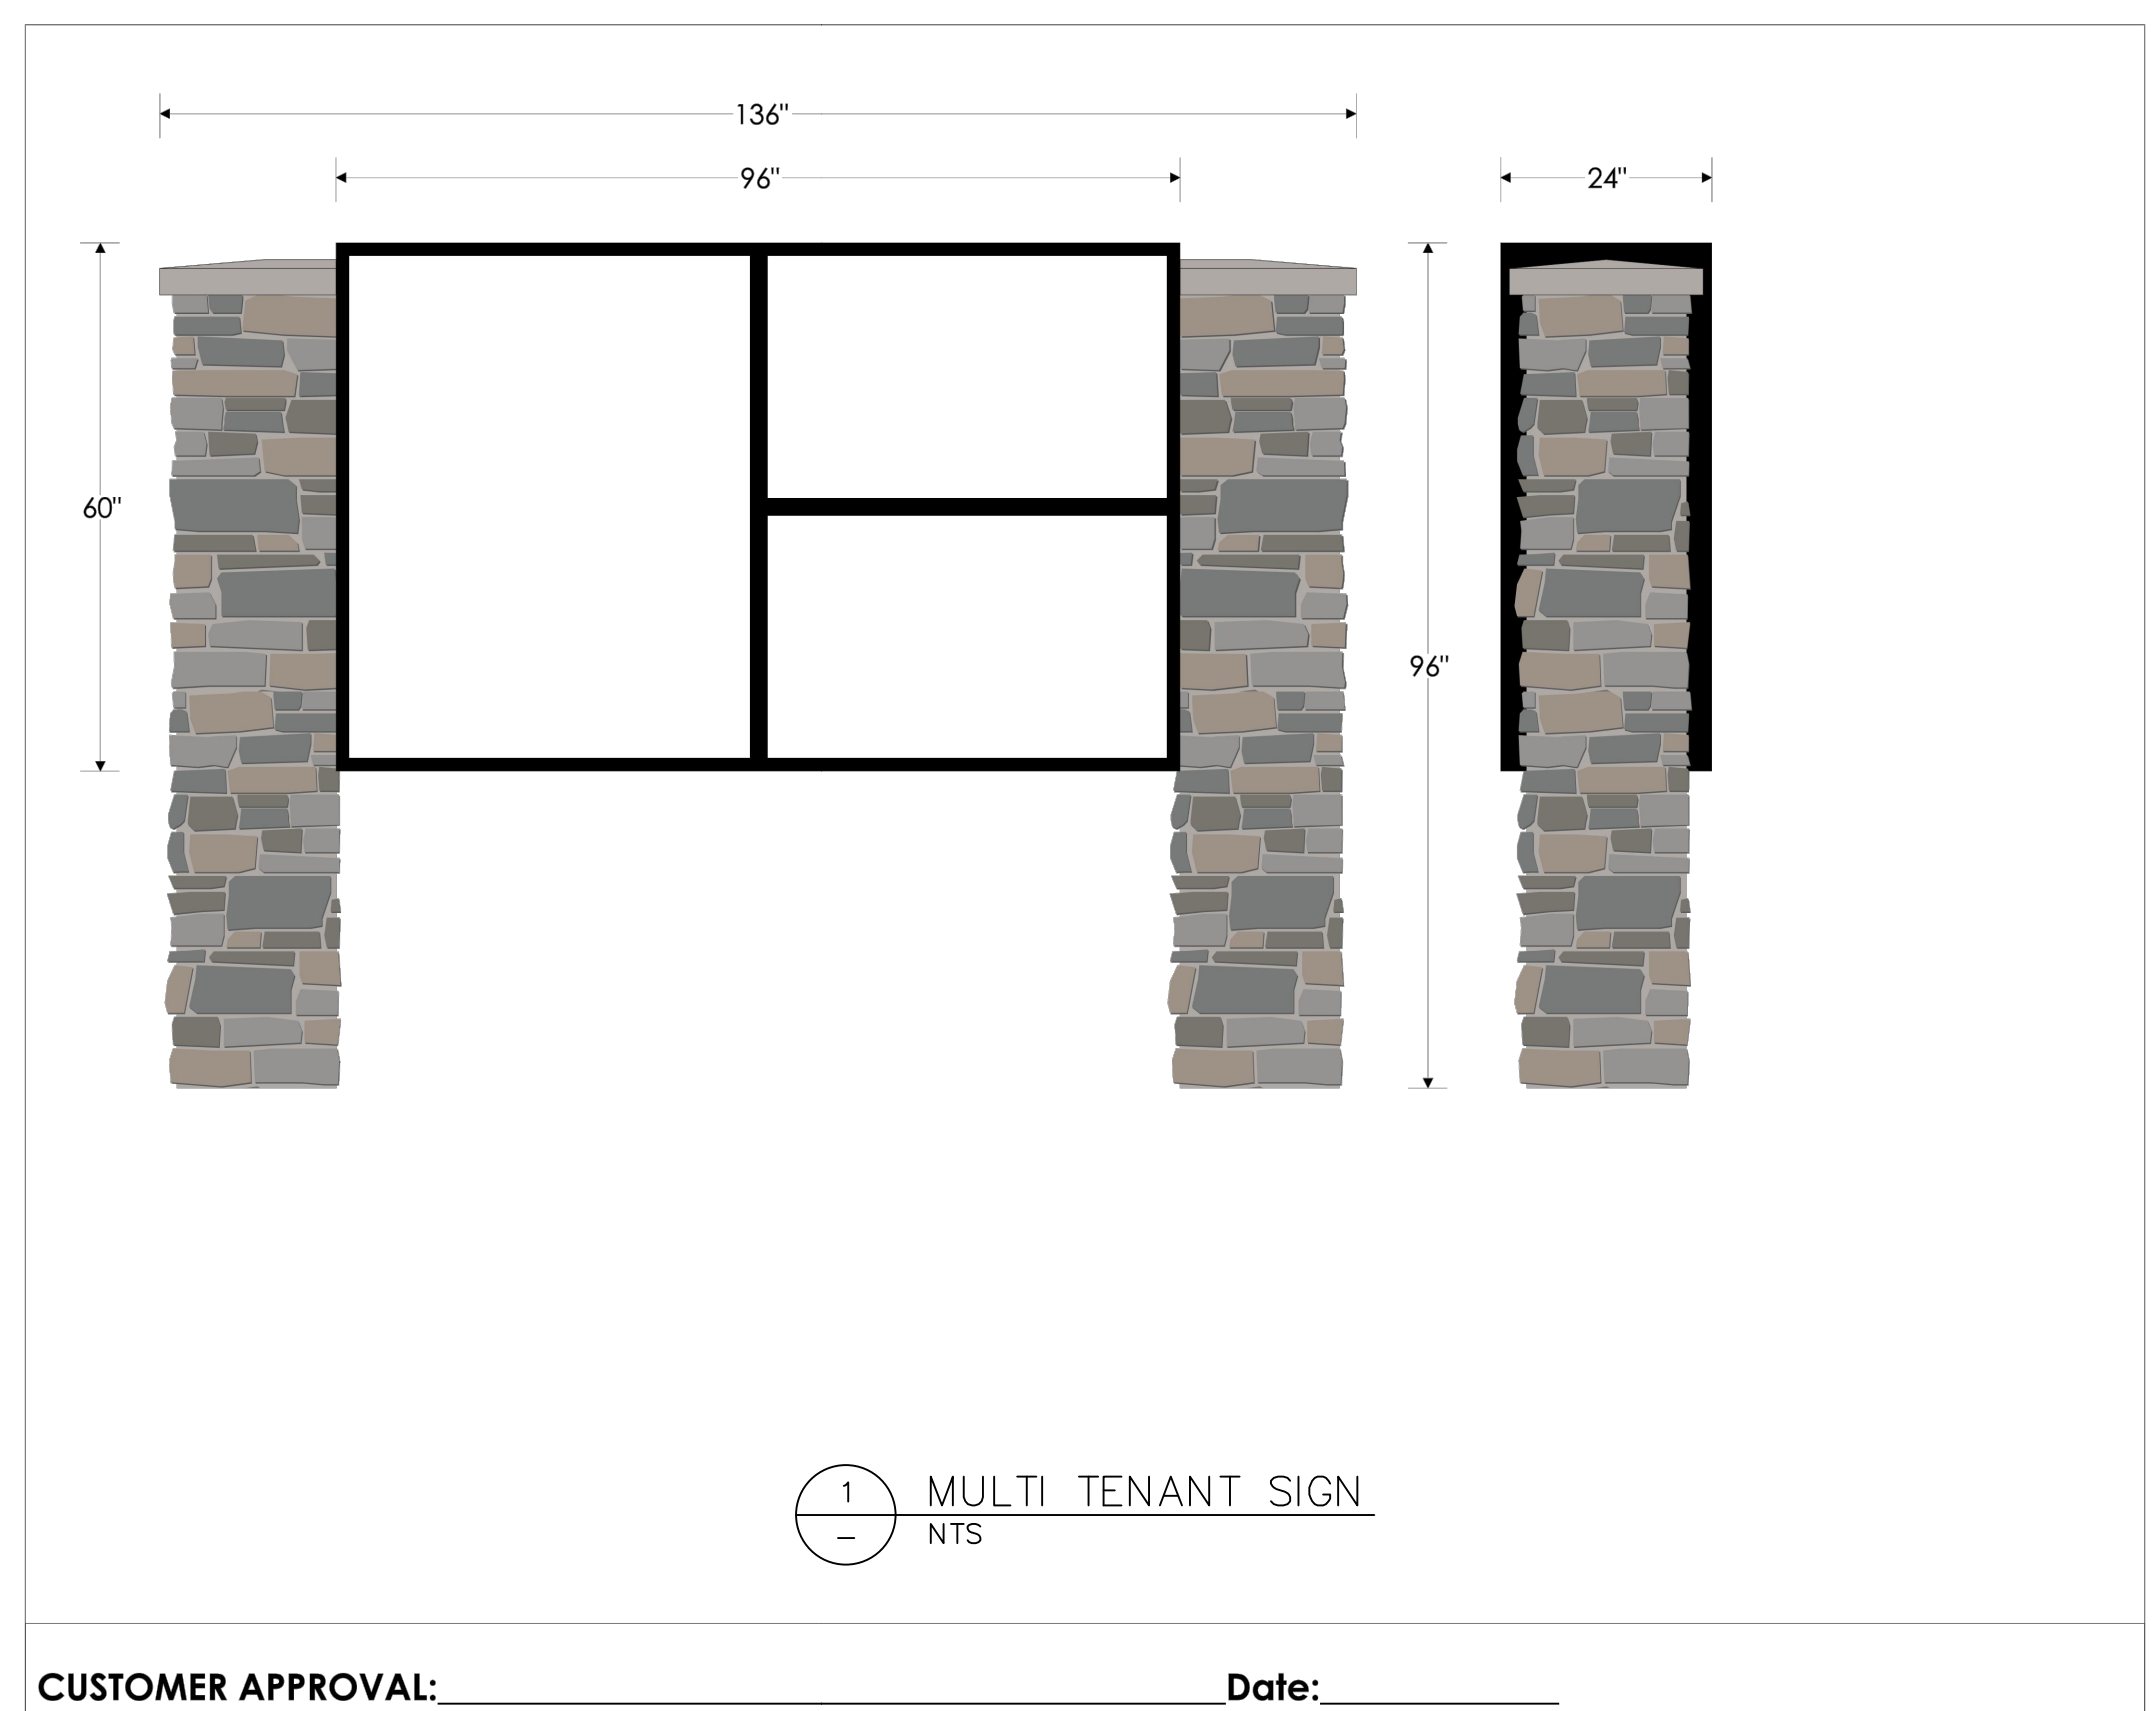 136"
96"
24"
60"
96"
1
–
MULTI TENANT SIGN
NTS
CUSTOMER APPROVAL:
Date: